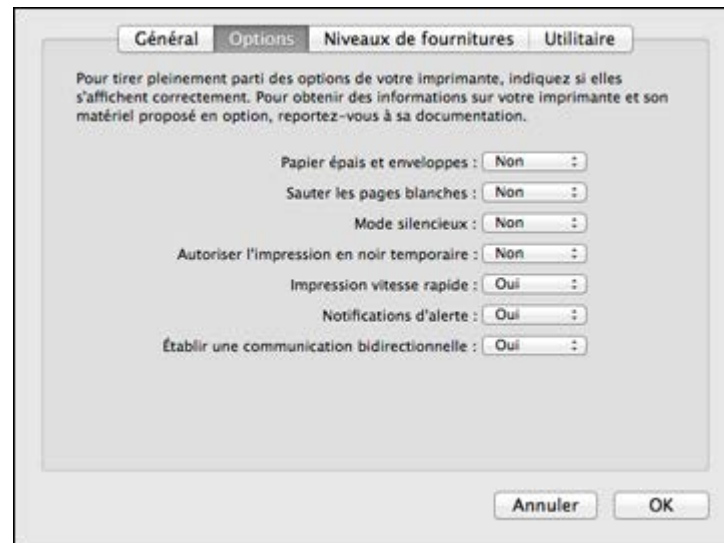 Général Options Niveaux de fournitures Utilitaire
Pour tirer pleinement parti des options de votre imprimante, indiquez si elles
s'affichent correctement. Pour obtenir des informations sur votre imprimante et son
matériel proposé en option, reportez-vous à sa documentation.
Papier épais et enveloppes : Non
Sauter les pages blanches : Non
Mode silencieux : Non
Autoriser l'impression en noir temporaire : Non
Impression vitesse rapide : Oui
Notifications d'alerte : Oui
Établir une communication bidirectionnelle : Oui
Annuler OK